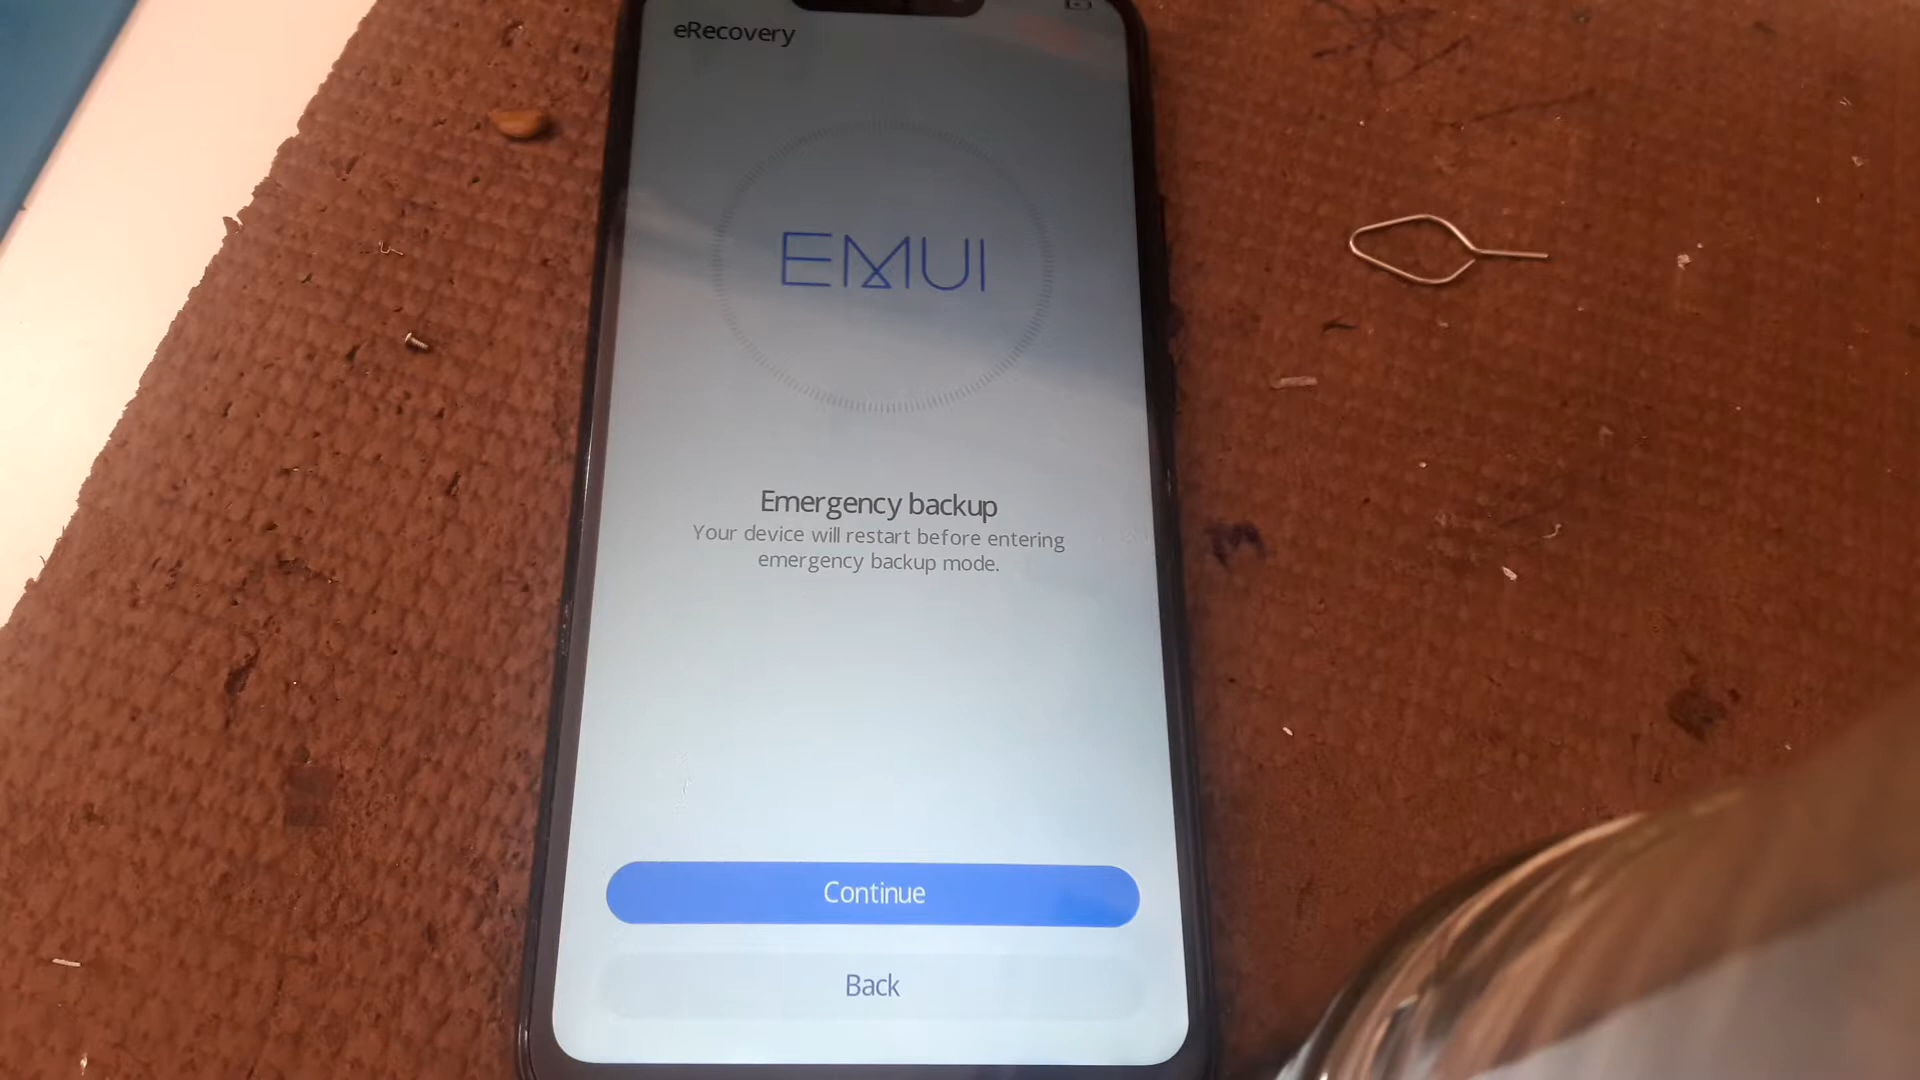 eRecovery
EMUI
Emergency backup
Your device will restart before entering
emergency backup mode.
Continue
Back